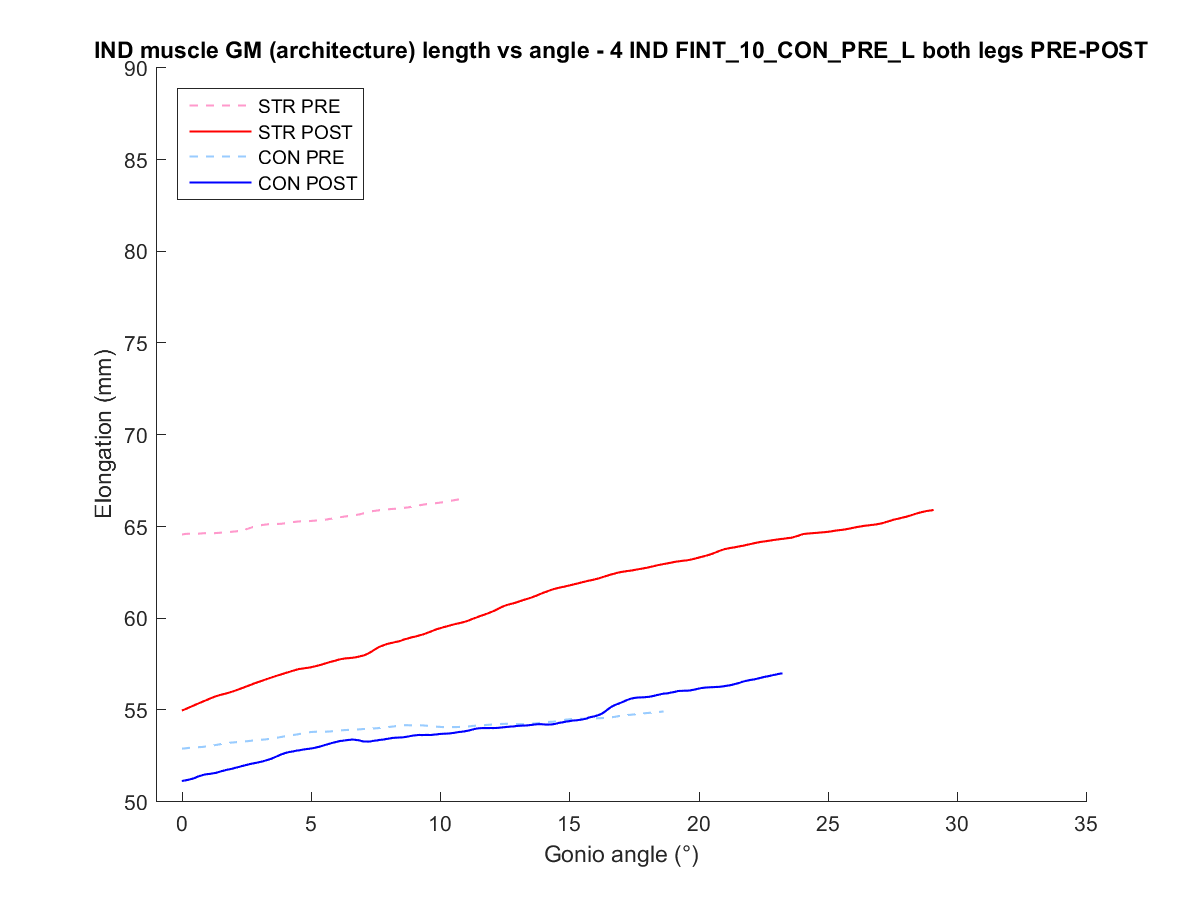 IND muscle GM (architecture) length vs angle - 4 IND FINT_10_CON_PRE_L both legs PRE-POST
90
85
80
75
70
65
60
55
50
Elongation (mm)
STR PRE
STR POST
CON PRE
CON POST
0 5 10 15 20 25 30 35
Gonio angle (°)